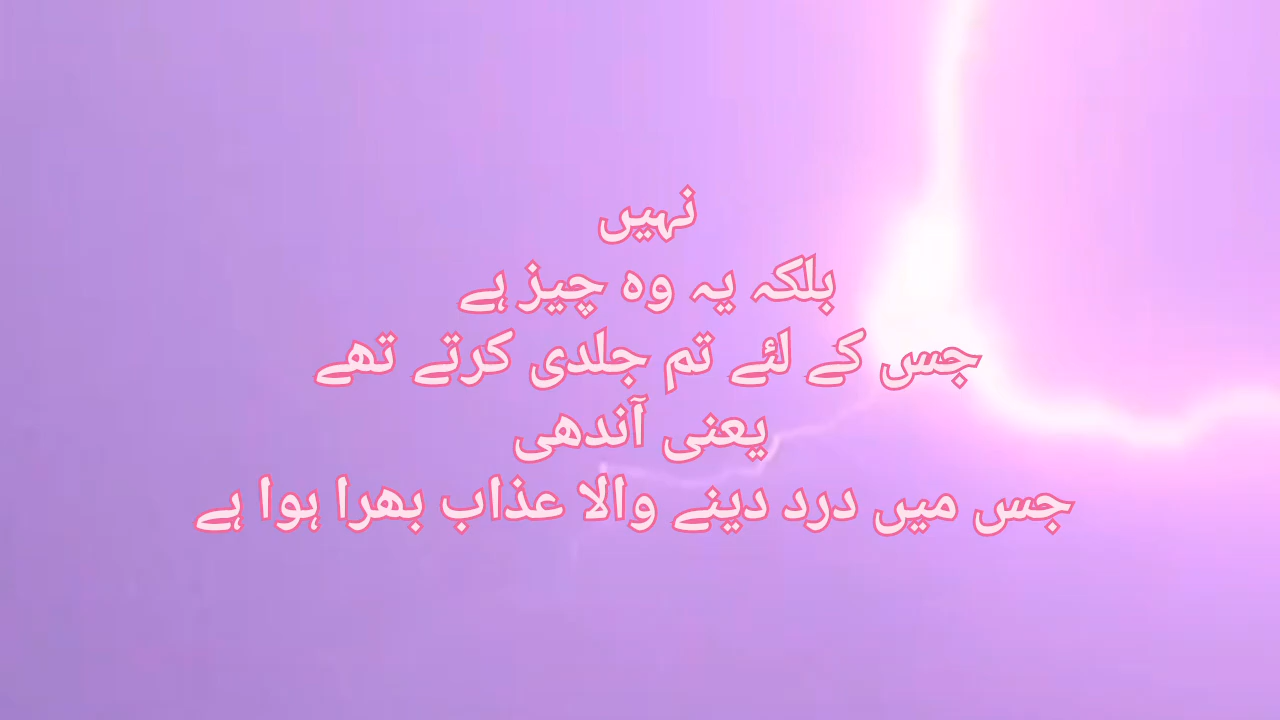 نہیں
بلکہ یہ وہ چیز ہے
جس کے لئے تم جلدی کرتے تھے
یعنی آندھی
جس میں درد دینے والا عذاب بھرا ہوا ہے